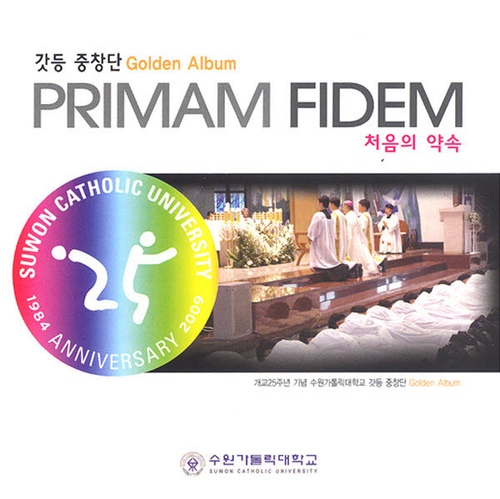 갓등 중창단 Golden Album
PRIMAM FIDEM
처음의 약속
SUWON CATHOLIC UNIVERSITY
25
1984 ANNIVERSARY 2009
개교25주년 기념 수원가톨릭대학교 갓등 중창단 Golden Album
수원가톨릭대학교
SUWON CATHOLIC UNIVERSITY